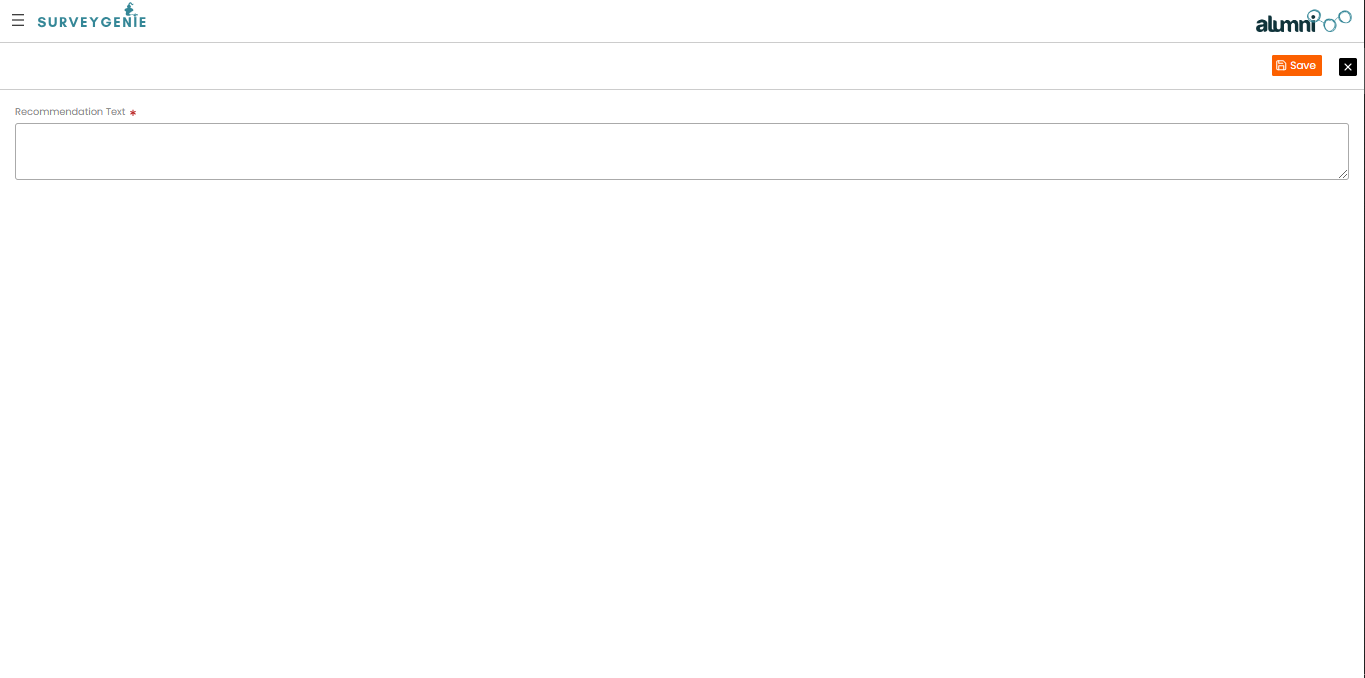 SURVEYGENIE
alumni
Save
Recommendation Text *